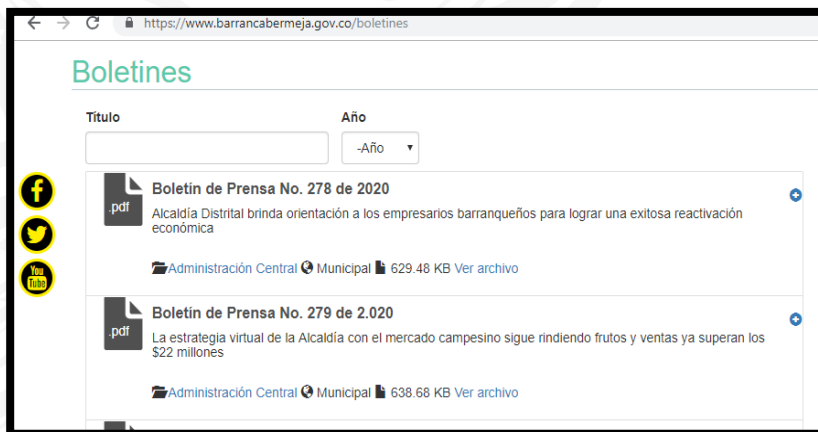 https://www.barrancabermeja.gov.co/boletines
Boletines
Título
Año
-Año
Boletín de Prensa No. 278 de 2020
.pdf
Alcaldía Distrital brinda orientación a los empresarios barranqueños para lograr una exitosa reactivación
económica
Administración Central Municipal 629.48 KB Ver archivo
Boletín de Prensa No. 279 de 2.020
.pdf
La estrategia virtual de la Alcaldía con el mercado campesino sigue rindiendo frutos y ventas ya superan los
$22 millones
Administración Central Municipal 638.68 KB Ver archivo
You
Tube